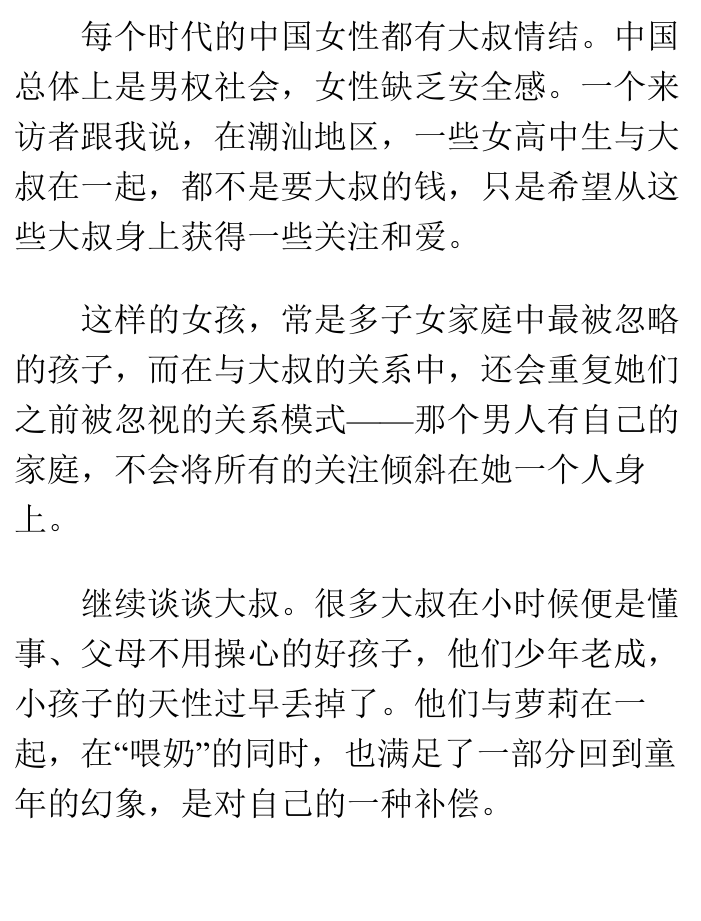 每个时代的中国女性都有大叔情结。中国
总体上是男权社会，女性缺乏安全感。一个来
访者跟我说，在潮汕地区，一些女高中生与大
叔在一起，都不是要大叔的钱，只是希望从这
些大叔身上获得一些关注和爱。
这样的女孩，常是多子女家庭中最被忽略
的孩子，而在与大叔的关系中，还会重复她们
之前被忽视的关系模式——那个男人有自己的
家庭，不会将所有的关注倾斜在她一个人身
上。
继续谈谈大叔。很多大叔在小时候便是懂
事、父母不用操心的好孩子，他们少年老成，
小孩子的天性过早丢掉了。他们与萝莉在一
起，在“喂奶”的同时，也满足了一部分回到童
年的幻象，是对自己的一种补偿。